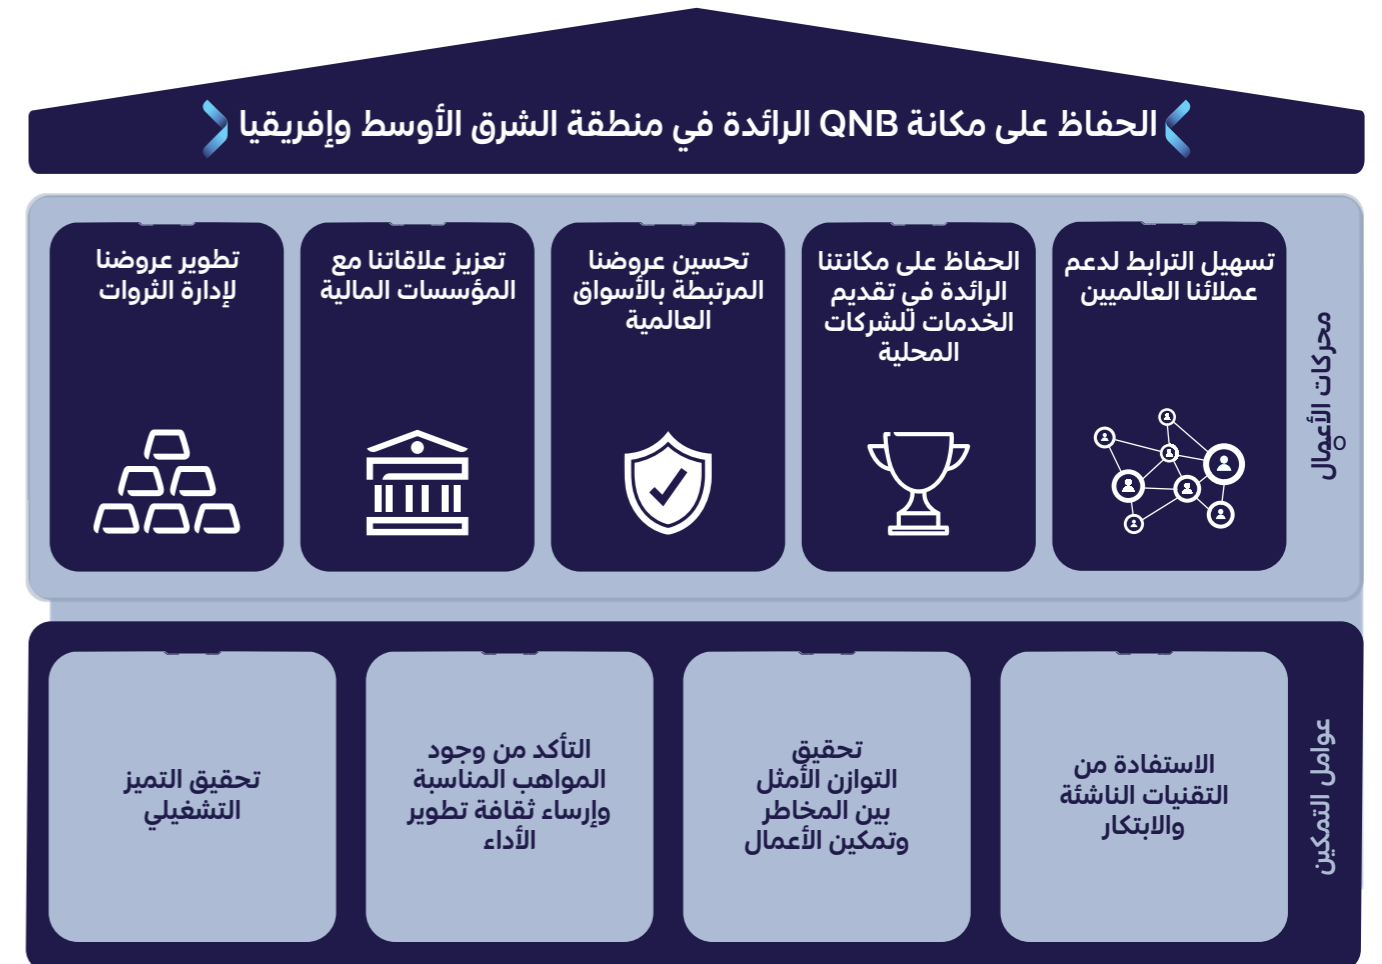 الحفاظ على مكانة QNB الرائدة في منطقة الشرق الأوسط وإفريقيا
محركات الأعمال
تسهيل الترابط لدعم
عملائنا العالميين
الحفاظ على مكانتنا
الرائدة في تقديم
الخدمات للشركات
المحلية
تحسين عروضنا
المرتبطة بالأسواق
العالمية
تعزيز علاقاتنا مع
المؤسسات المالية
تطوير عروضنا
لإدارة الثروات
عوامل التمكين
الاستفادة من
التقنيات الناشئة
والابتكار
تحقيق
التوازن الأمثل
بين المخاطر
وتمكين الأعمال
التأكد من وجود
المواهب المناسبة
وإرساء ثقافة تطوير
الأداء
تحقيق التميز
التشغيلي